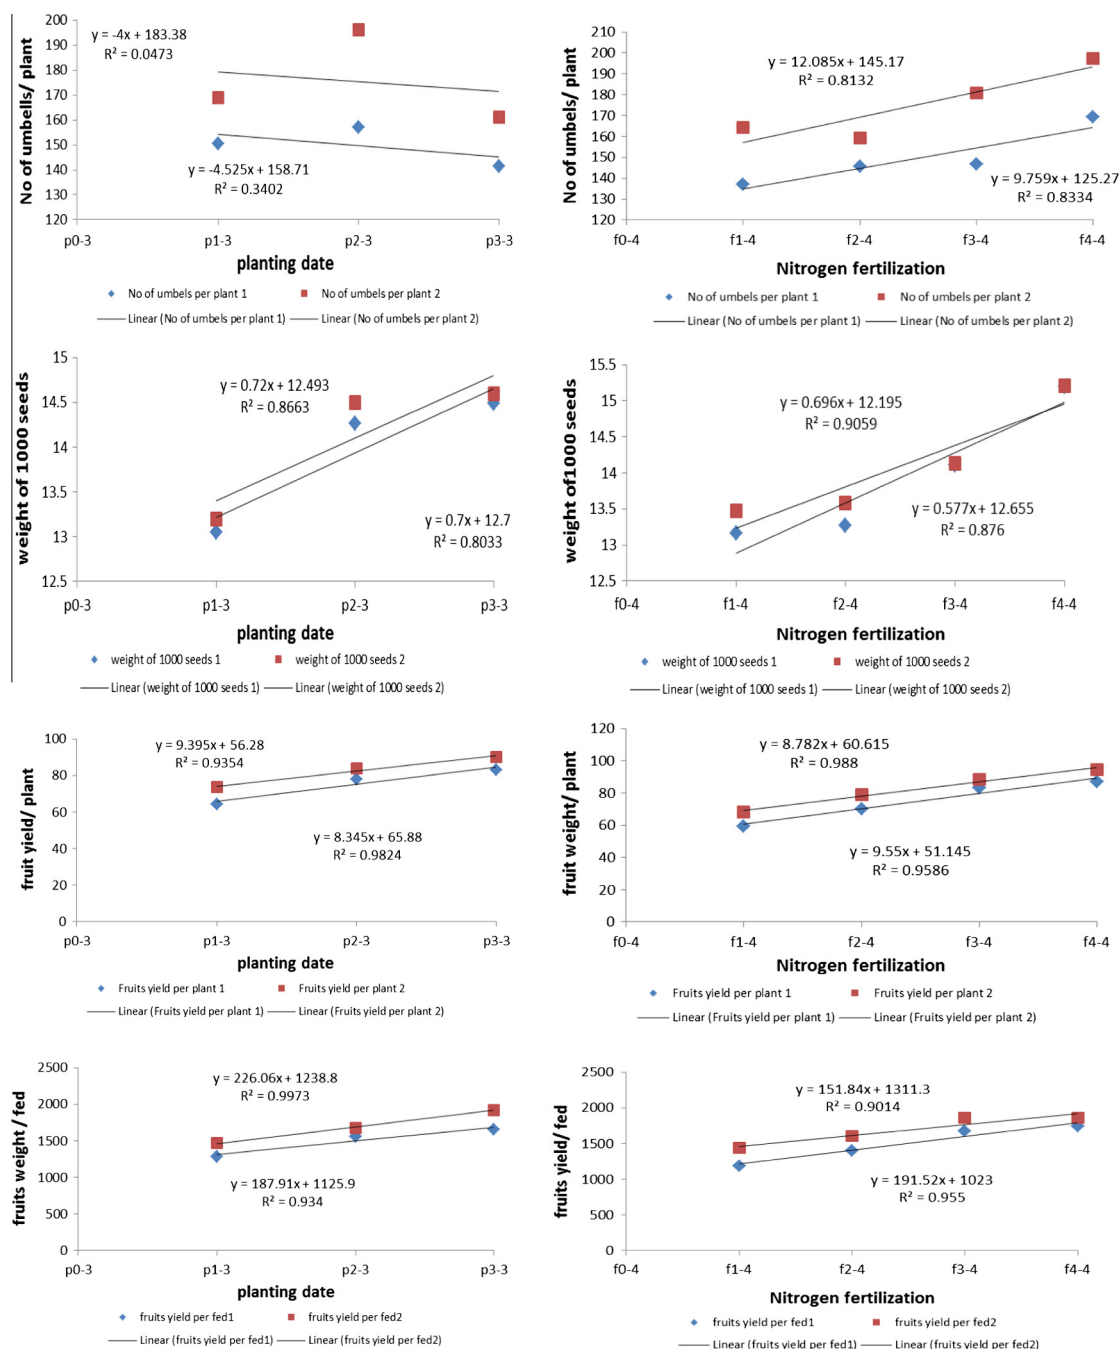 No of umbels/ plant
200
190
180
170
160
150
140
130
120
y = -4x + 183.38
R² = 0.0473
y = -4.525x + 158.71
R² = 0.3402
p0-3 p1-3 p2-3 p3-3
planting date
No of umbels per plant 1 No of umbels per plant 2
Linear (No of umbels per plant 1) Linear (No of umbels per plant 2)
No of umbels/ plant
210
200
190
180
170
160
150
140
130
120
y = 12.085x + 145.17
R² = 0.8132
y = 9.759x + 125.27
R² = 0.8334
f0-4 f1-4 f2-4 f3-4 f4-4
Nitrogen fertilization
No of umbels per plant 1 No of umbels per plant 2
Linear (No of umbels per plant 1) Linear (No of umbels per plant 2)
weight of 1000 seeds
15
14.5
14
13.5
13
12.5
y = 0.72x + 12.493
R² = 0.8663
y = 0.7x + 12.7
R² = 0.8033
p0-3 p1-3 p2-3 p3-3
planting date
weight of 1000 seeds 1 weight of 1000 seeds 2
Linear (weight of 1000 seeds 1) Linear (weight of 1000 seeds 2)
weight of1000 seeds
15.5
15
14.5
14
13.5
13
12.5
y = 0.696x + 12.195
R² = 0.9059
y = 0.577x + 12.655
R² = 0.876
f0-4 f1-4 f2-4 f3-4 f4-4
Nitrogen fertilization
weight of 1000 seeds 1 weight of 1000 seeds 2
Linear (weight of 1000 seeds 1) Linear (weight of 1000 seeds 2)
fruit yield/ plant
100
80
60
40
20
0
y = 9.395x + 56.28
R² = 0.9354
y = 8.345x + 65.88
R² = 0.9824
p0-3 p1-3 p2-3 p3-3
planting date
Fruits yield per plant 1 Fruits yield per plant 2
Linear (Fruits yield per plant 1) Linear (Fruits yield per plant 2)
fruit weight/ plant
120
100
80
60
40
20
0
y = 8.782x + 60.615
R² = 0.988
y = 9.55x + 51.145
R² = 0.9586
f0-4 f1-4 f2-4 f3-4 f4-4
Nitrogen fertilization
Fruits yield per plant 1 Fruits yield per plant 2
Linear (Fruits yield per plant 1) Linear (Fruits yield per plant 2)
fruits weight / fed
2500
2000
1500
1000
500
0
y = 226.06x + 1238.8
R² = 0.9973
y = 187.91x + 1125.9
R² = 0.934
p0-3 p1-3 p2-3 p3-3
planting date
fruits yield per fed1 fruits yield per fed2
Linear (fruits yield per fed1) Linear (fruits yield per fed2)
fruits yield/ fed
2500
2000
1500
1000
500
0
y = 151.84x + 1311.3
R² = 0.9014
y = 191.52x + 1023
R² = 0.955
f0-4 f1-4 f2-4 f3-4 f4-4
Nitrogen fertilization
fruits yield per fed1 fruits yield per fed2
Linear (fruits yield per fed1) Linear (fruits yield per fed2)